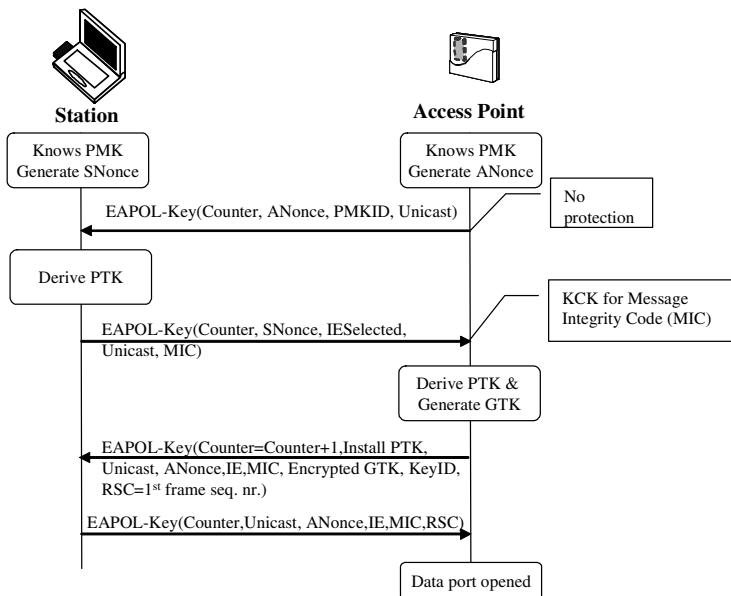 Station
Access Point
Knows PMK
Generate SNonce
Knows PMK
Generate ANonce
No
protection
EAPOL-Key(Counter, ANonce, PMKID, Unicast)
Derive PTK
KCK for Message
Integrity Code (MIC)
EAPOL-Key(Counter, SNonce, IESelected,
Unicast, MIC)
Derive PTK &
Generate GTK
EAPOL-Key(Counter=Counter+1,Install PTK,
Unicast, ANonce,IE,MIC, Encrypted GTK, KeyID,
RSC=1st frame seq. nr.)
EAPOL-Key(Counter,Unicast, ANonce,IE,MIC,RSC)
Data port opened